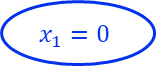 x₁ = 0